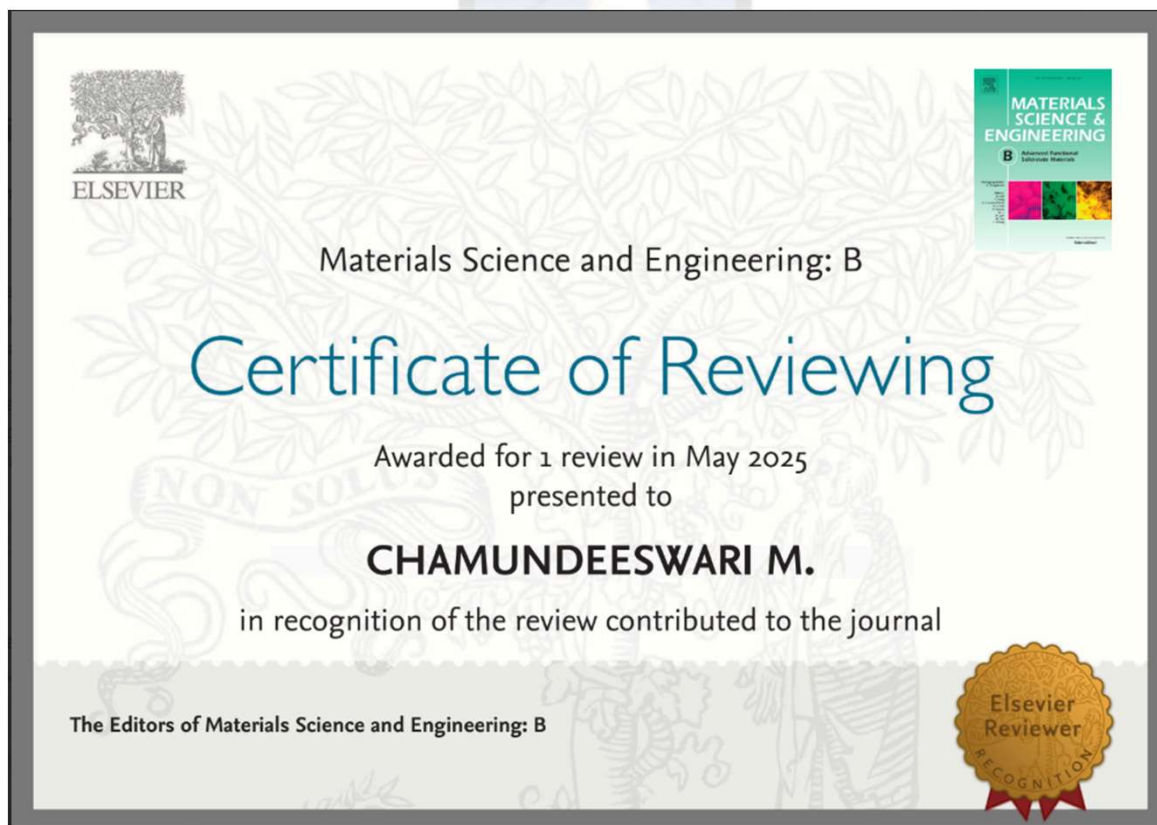 ELSEVIER
MATERIALS
SCIENCE &
ENGINEERING
B Advanced Functional
Solid-state Materials
Materials Science and Engineering: B
Certificate of Reviewing
Awarded for 1 review in May 2025
presented to
NON SOLUS
CHAMUNDEESWARI M.
in recognition of the review contributed to the journal
The Editors of Materials Science and Engineering: B
Elsevier
Reviewer
RECOGNITION